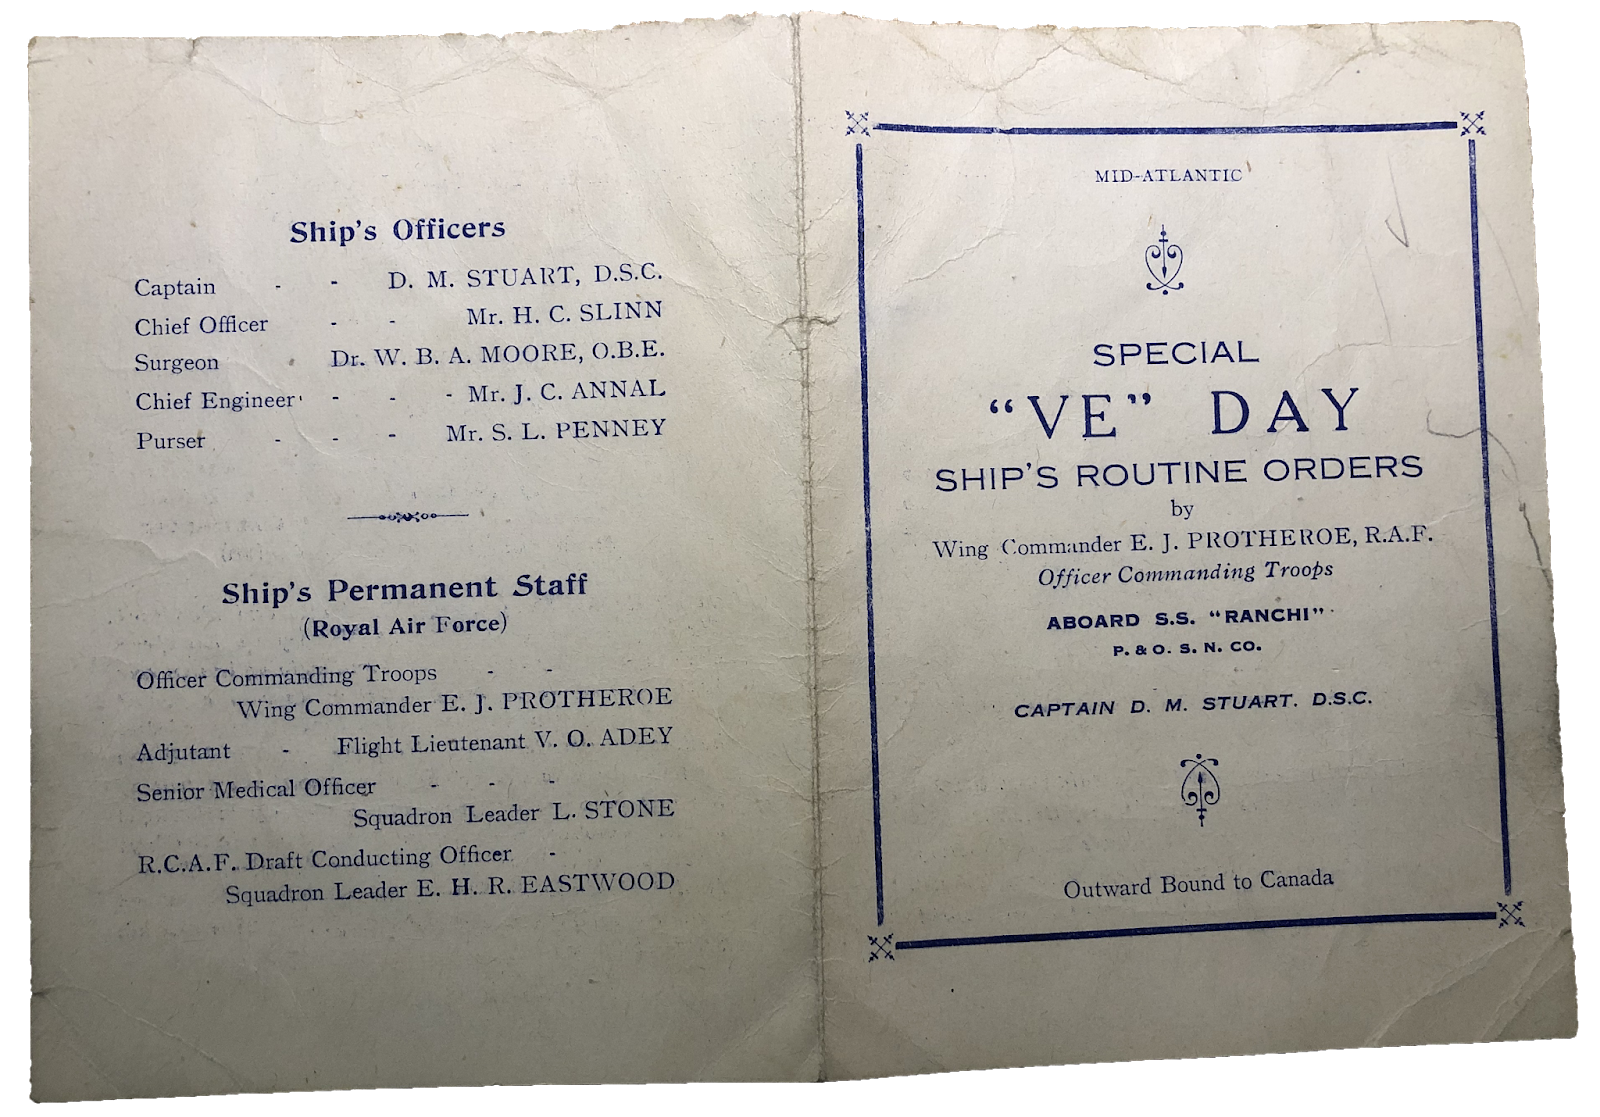 Ship's Officers
Captain - - D. M. STUART, D.S.C.
Chief Officer - - Mr. H. C. SLINN
Surgeon - Dr. W. B. A. MOORE, O.B.E.
Chief Engineer - - - Mr. J. C. ANNAL
Purser - - - Mr. S. L. PENNEY
Ship's Permanent Staff
(Royal Air Force)
Officer Commanding Troops - -
Wing Commander E. J. PROTHEROE
Adjutant - Flight Lieutenant V. O. ADEY
Senior Medical Officer - - -
Squadron Leader L. STONE
R.C.A.F. Draft Conducting Officer -
Squadron Leader E. H. R. EASTWOOD
MID-ATLANTIC
SPECIAL
"VE" DAY
SHIP'S ROUTINE ORDERS
by
Wing Commander E. J. PROTHEROE, R.A.F.
Officer Commanding Troops
ABOARD S.S. "RANCHI"
P. & O. S. N. CO.
CAPTAIN D. M. STUART. D.S.C.
Outward Bound to Canada